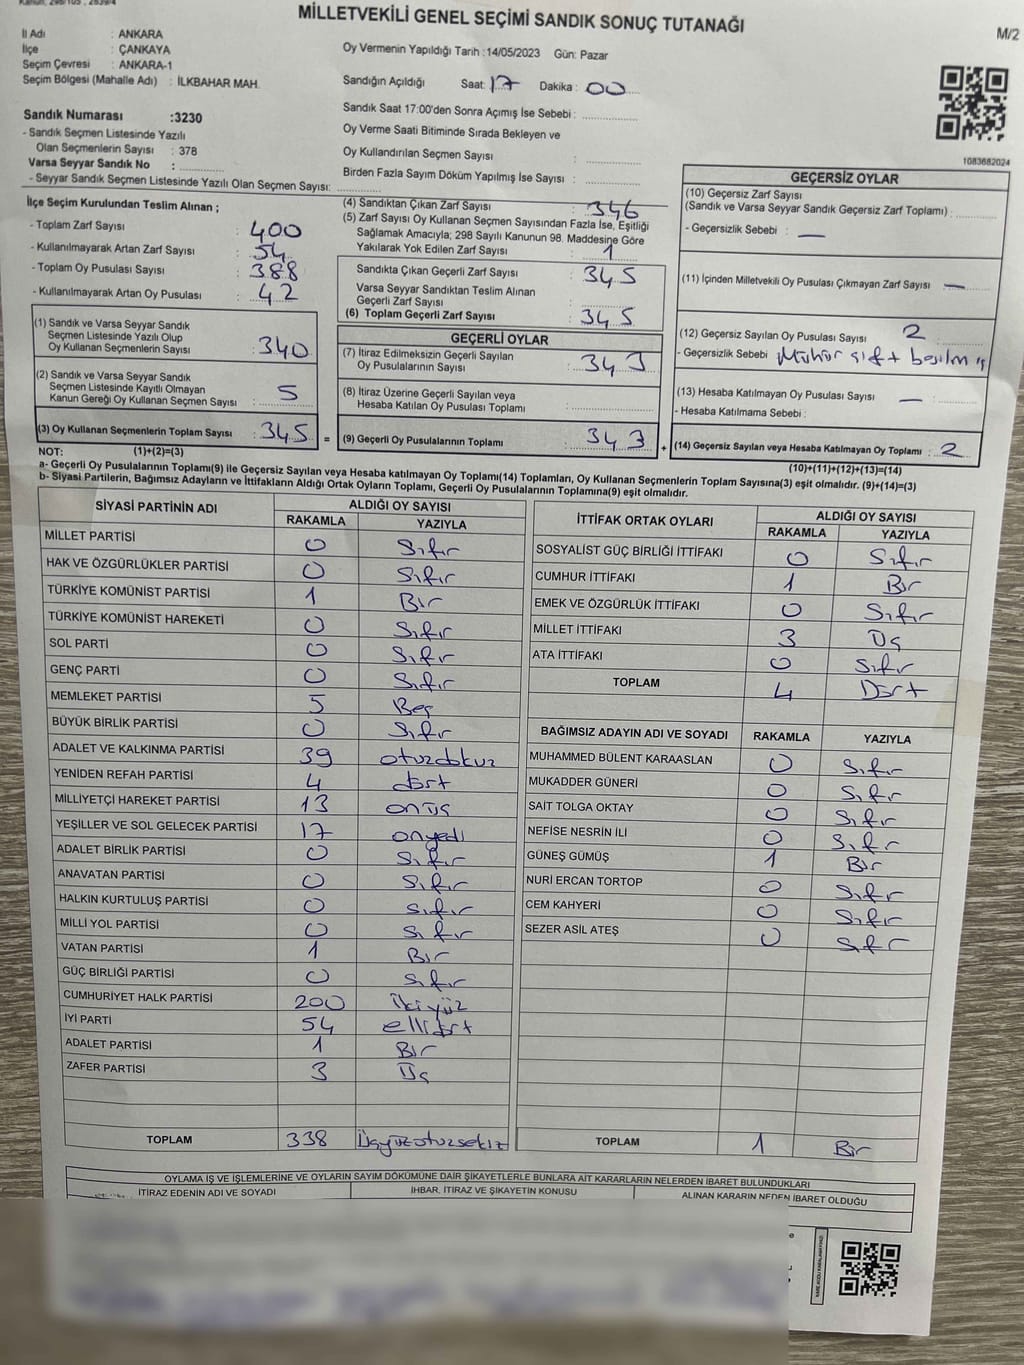 Kanun, 298/105 , 2839/4
MİLLETVEKİLİ GENEL SEÇİMİ SANDIK SONUÇ TUTANAĞI
M/2
İl Adı : ANKARA
İlçe : ÇANKAYA
Seçim Çevresi : ANKARA-1
Seçim Bölgesi (Mahalle Adı) : İLKBAHAR MAH.
Oy Vermenin Yapıldığı Tarih :14/05/2023 Gün: Pazar
Sandığın Açıldığı Saat: 17 Dakika : 00
Sandık Saat 17:00'den Sonra Açımış İse Sebebi :
Oy Verme Saati Bitiminde Sırada Bekleyen ve
Oy Kullandırılan Seçmen Sayısı :
Birden Fazla Sayım Döküm Yapılmış İse Sayısı :
1083682024
Sandık Numarası :3230
- Sandık Seçmen Listesinde Yazılı
Olan Seçmenlerin Sayısı : 378
Varsa Seyyar Sandık No :
- Seyyar Sandık Seçmen Listesinde Yazılı Olan Seçmen Sayısı:
İlçe Seçim Kurulundan Teslim Alınan ;
- Toplam Zarf Sayısı : 400
- Kullanılmayarak Artan Zarf Sayısı : 54
- Toplam Oy Pusulası Sayısı : 388
- Kullanılmayarak Artan Oy Pusulası : 42
(1) Sandık ve Varsa Seyyar Sandık
Seçmen Listesinde Yazılı Olup
Oy Kullanan Seçmenlerin Sayısı : 340
(2) Sandık ve Varsa Seyyar Sandık
Seçmen Listesinde Kayıtlı Olmayan
Kanun Gereği Oy Kullanan Seçmen Sayısı : 5
(3) Oy Kullanan Seçmenlerin Toplam Sayısı : 345 =
(4) Sandıktan Çıkan Zarf Sayısı : 346
(5) Zarf Sayısı Oy Kullanan Seçmen Sayısından Fazla İse, Eşitliği
Sağlamak Amacıyla; 298 Sayılı Kanunun 98. Maddesine Göre
Yakılarak Yok Edilen Zarf Sayısı : 1
Sandıkta Çıkan Geçerli Zarf Sayısı : 345
Varsa Seyyar Sandıktan Teslim Alınan
Geçerli Zarf Sayısı :
(6) Toplam Geçerli Zarf Sayısı : 345
GEÇERLİ OYLAR
(7) İtiraz Edilmeksizin Geçerli Sayılan
Oy Pusulalarının Sayısı : 343
(8) İtiraz Üzerine Geçerli Sayılan veya
Hesaba Katılan Oy Pusulası Toplamı :
(9) Geçerli Oy Pusulalarının Toplamı : 343 +
GEÇERSİZ OYLAR
(10) Geçersiz Zarf Sayısı
(Sandık ve Varsa Seyyar Sandık Geçersiz Zarf Toplamı) :
- Geçersizlik Sebebi : —
(11) İçinden Milletvekili Oy Pusulası Çıkmayan Zarf Sayısı : —
(12) Geçersiz Sayılan Oy Pusulası Sayısı : 2
- Geçersizlik Sebebi : Mühür çift basılmış
(13) Hesaba Katılmayan Oy Pusulası Sayısı : —
- Hesaba Katılmama Sebebi :
(14) Geçersiz Sayılan veya Hesaba Katılmayan Oy Toplamı : 2
NOT: (1)+(2)=(3) (10)+(11)+(12)+(13)=(14)
a- Geçerli Oy Pusulalarının Toplamı(9) ile Geçersiz Sayılan veya Hesaba katılmayan Oy Toplamı(14) Toplamları, Oy Kullanan Seçmenlerin Toplam Sayısına(3) eşit olmalıdır. (9)+(14)=(3)
b- Siyasi Partilerin, Bağımsız Adayların ve İttifakların Aldığı Ortak Oyların Toplamı, Geçerli Oy Pusulalarının Toplamına(9) eşit olmalıdır.
SİYASİ PARTİNİN ADI ALDIĞI OY SAYISI
RAKAMLA YAZIYLA
MİLLET PARTİSİ 0 Sıfır
HAK VE ÖZGÜRLÜKLER PARTİSİ 0 Sıfır
TÜRKİYE KOMÜNİST PARTİSİ 1 Bir
TÜRKİYE KOMÜNİST HAREKETİ 0 Sıfır
SOL PARTİ 0 Sıfır
GENÇ PARTİ 0 Sıfır
MEMLEKET PARTİSİ 5 Beş
BÜYÜK BİRLİK PARTİSİ 0 Sıfır
ADALET VE KALKINMA PARTİSİ 39 otuzdokuz
YENİDEN REFAH PARTİSİ 4 dört
MİLLİYETÇİ HAREKET PARTİSİ 13 onüç
YEŞİLLER VE SOL GELECEK PARTİSİ 17 onyedi
ADALET BİRLİK PARTİSİ 0 Sıfır
ANAVATAN PARTİSİ 0 Sıfır
HALKIN KURTULUŞ PARTİSİ 0 Sıfır
MİLLİ YOL PARTİSİ 0 Sıfır
VATAN PARTİSİ 1 Bir
GÜÇ BİRLİĞİ PARTİSİ 0 Sıfır
CUMHURİYET HALK PARTİSİ 200 İkiyüz
İYİ PARTİ 54 ellidört
ADALET PARTİSİ 1 Bir
ZAFER PARTİSİ 3 Üç
TOPLAM 338 Üçyüzotuzsekiz
İTTİFAK ORTAK OYLARI ALDIĞI OY SAYISI
RAKAMLA YAZIYLA
SOSYALİST GÜÇ BİRLİĞİ İTTİFAKI 0 Sıfır
CUMHUR İTTİFAKI 1 Bir
EMEK VE ÖZGÜRLÜK İTTİFAKI 0 Sıfır
MİLLET İTTİFAKI 3 Üç
ATA İTTİFAKI 0 Sıfır
TOPLAM 4 Dört
BAĞIMSIZ ADAYIN ADI VE SOYADI RAKAMLA YAZIYLA
MUHAMMED BÜLENT KARAASLAN 0 Sıfır
MUKADDER GÜNERİ 0 Sıfır
SAİT TOLGA OKTAY 0 Sıfır
NEFİSE NESRİN İLİ 0 Sıfır
GÜNEŞ GÜMÜŞ 1 Bir
NURİ ERCAN TORTOP 0 Sıfır
CEM KAHYERİ 0 Sıfır
SEZER ASİL ATEŞ 0 Sıfır
TOPLAM 1 Bir
OYLAMA İŞ VE İŞLEMLERİNE VE OYLARIN SAYIM DÖKÜMÜNE DAİR ŞİKAYETLERLE BUNLARA AİT KARARLARIN NELERDEN İBARET BULUNDUKLARI
İTİRAZ EDENİN ADI VE SOYADI İHBAR, İTİRAZ VE ŞİKAYETİN KONUSU ALINAN KARARIN NEDEN İBARET OLDUĞU